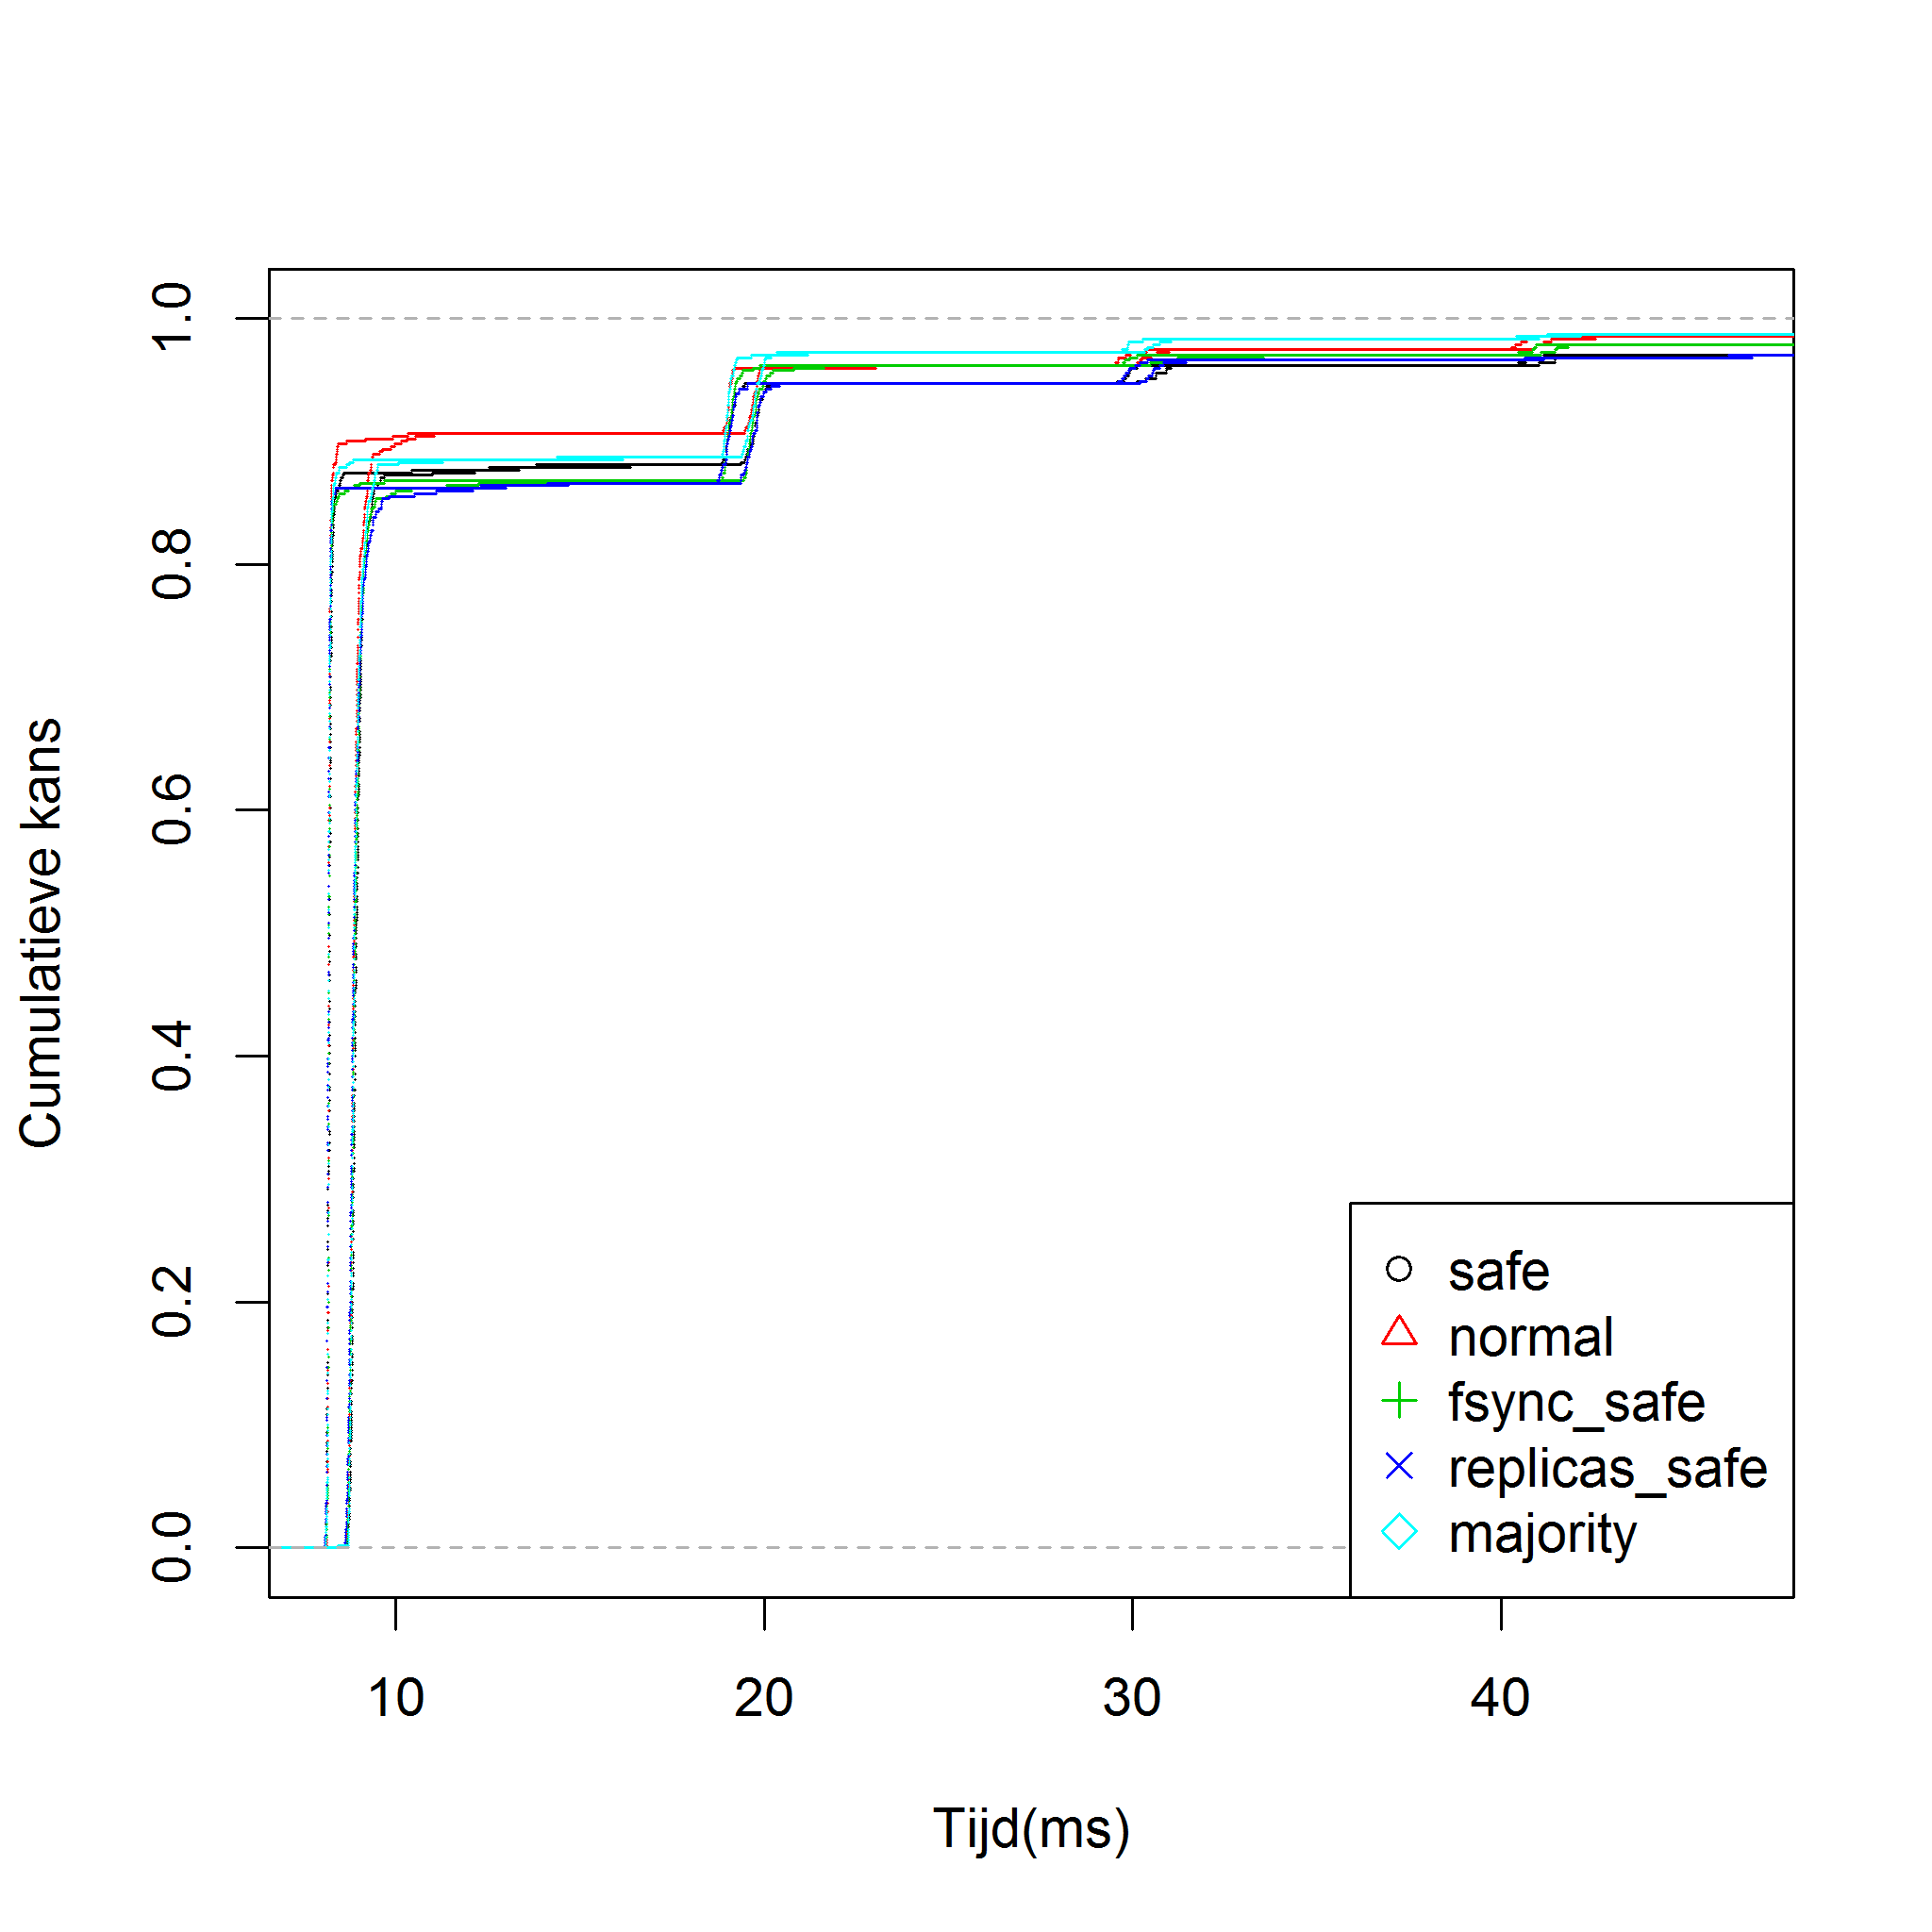 Cumulatieve kans
1.0
0.8
0.6
0.4
0.2
0.0
safe
normal
fsync_safe
replicas_safe
majority
10 20 30 40
Tijd(ms)